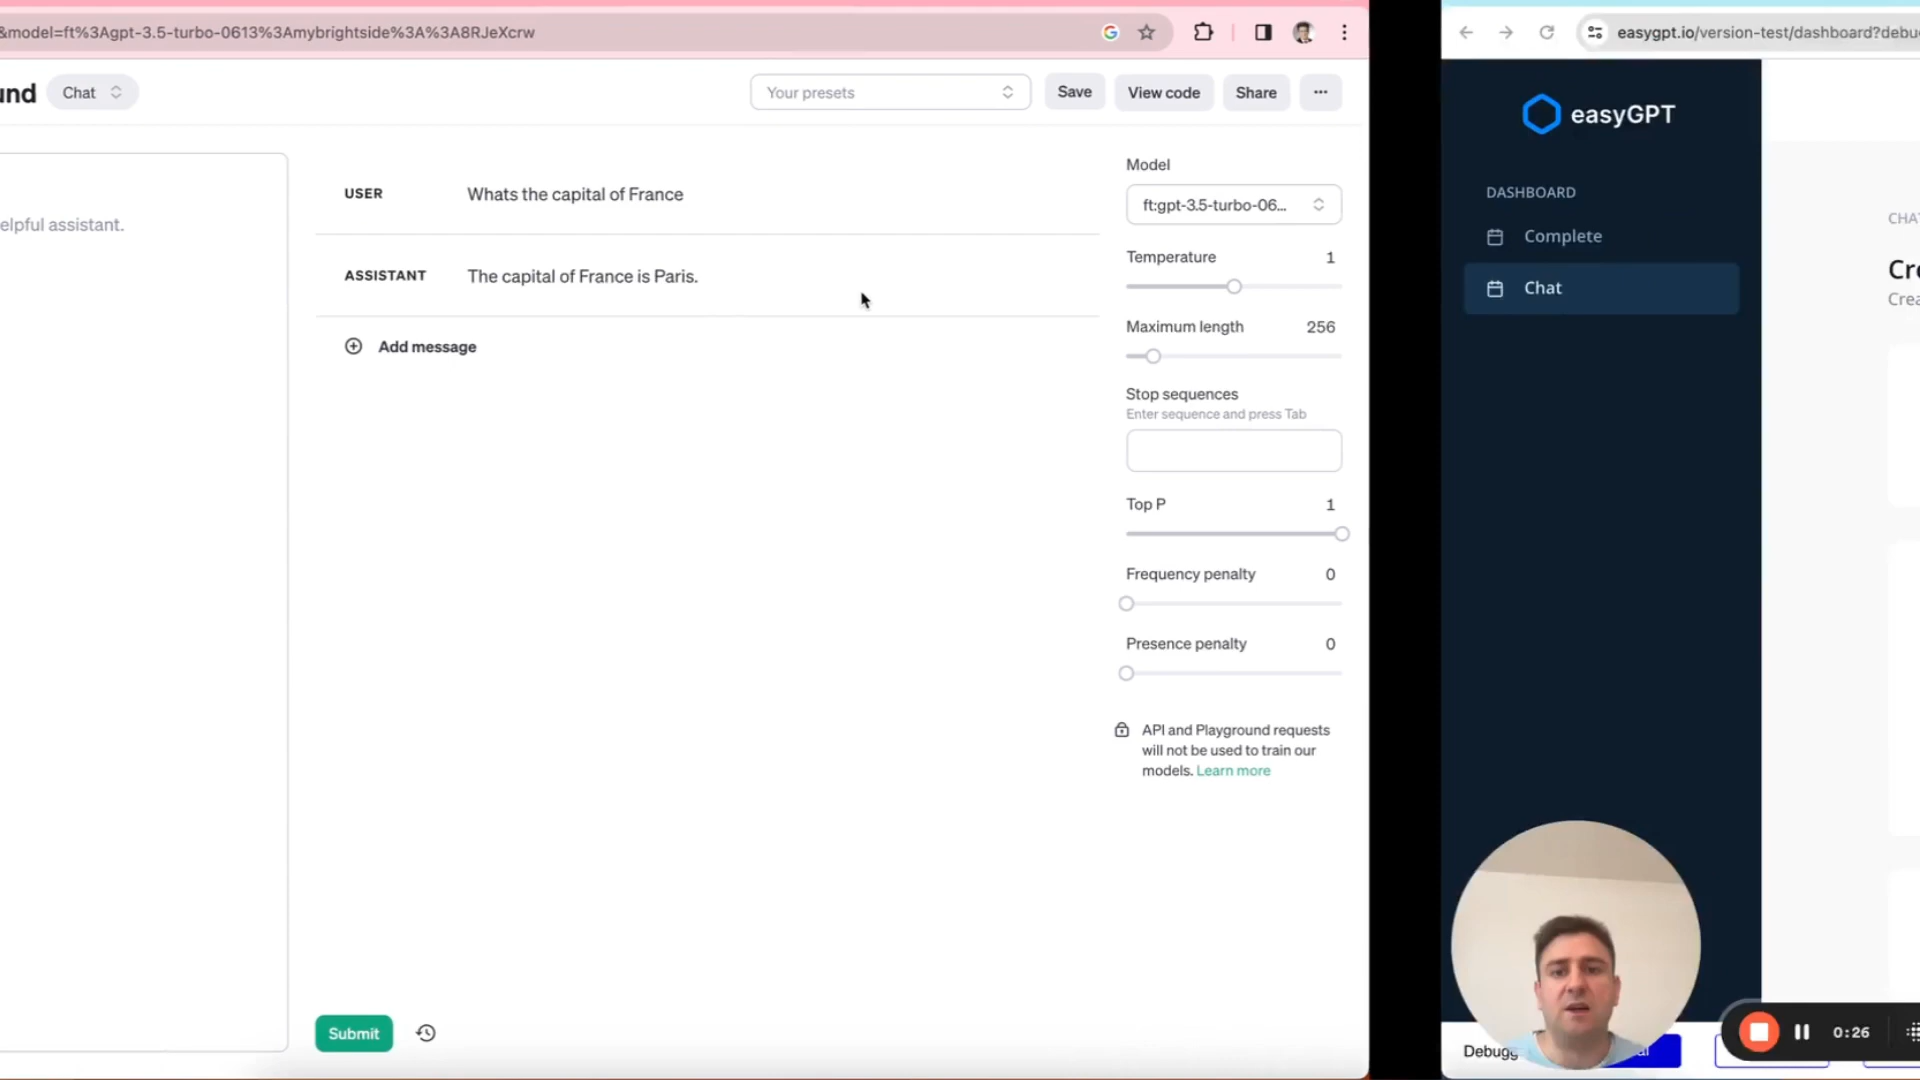 &model=ft%3Agpt-3.5-turbo-0613%3Amybrightside%3A%3A8RJeXcrw
und
Chat
Your presets
Save
View code
Share
elpful assistant.
USER
Whats the capital of France
ASSISTANT
The capital of France is Paris.
Add message
Submit
Model
ft:gpt-3.5-turbo-06...
Temperature 1
Maximum length 256
Stop sequences
Enter sequence and press Tab
Top P 1
Frequency penalty 0
Presence penalty 0
API and Playground requests
will not be used to train our
models. Learn more
easygpt.io/version-test/dashboard?debu
easyGPT
DASHBOARD
Complete
Chat
CHA
Cre
Crea
Debugg
0:26